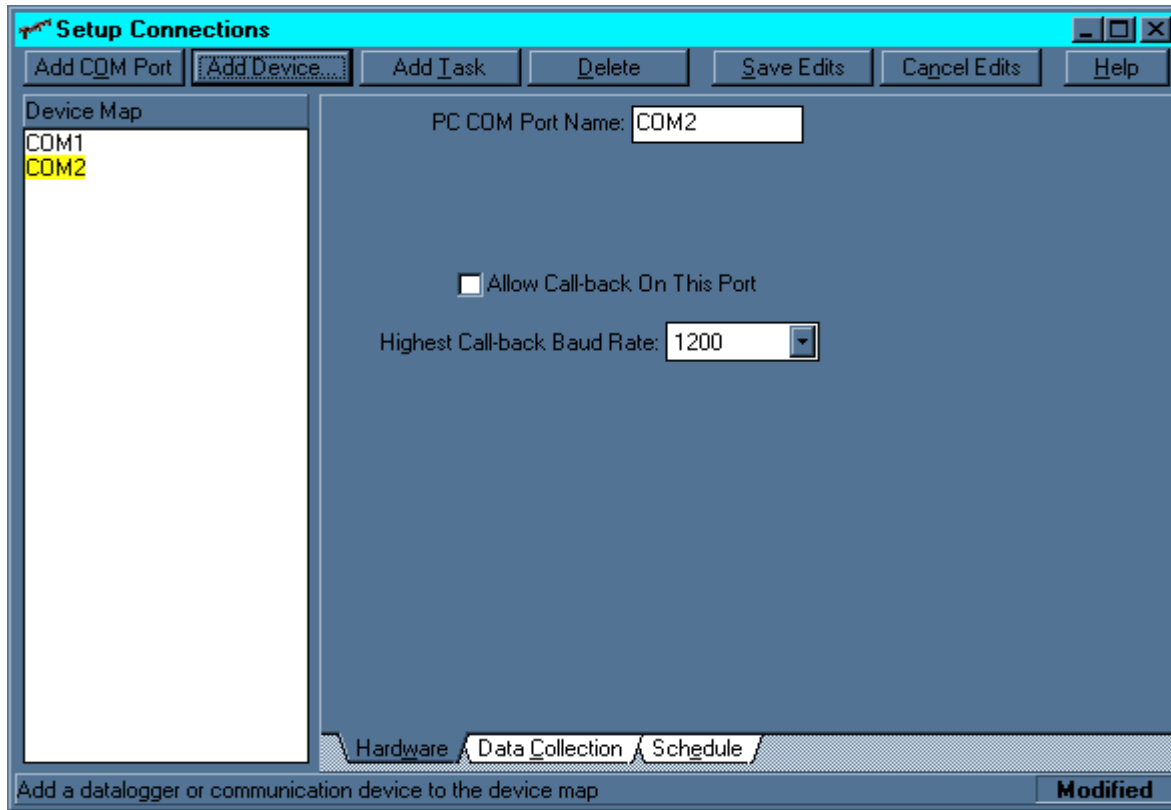 Setup Connections
Add COM Port Add Device... Add Task Delete Save Edits Cancel Edits Help
Device Map
COM1
COM2
PC COM Port Name: COM2
Allow Call-back On This Port
Highest Call-back Baud Rate: 1200
Hardware Data Collection Schedule
Add a datalogger or communication device to the device map Modified